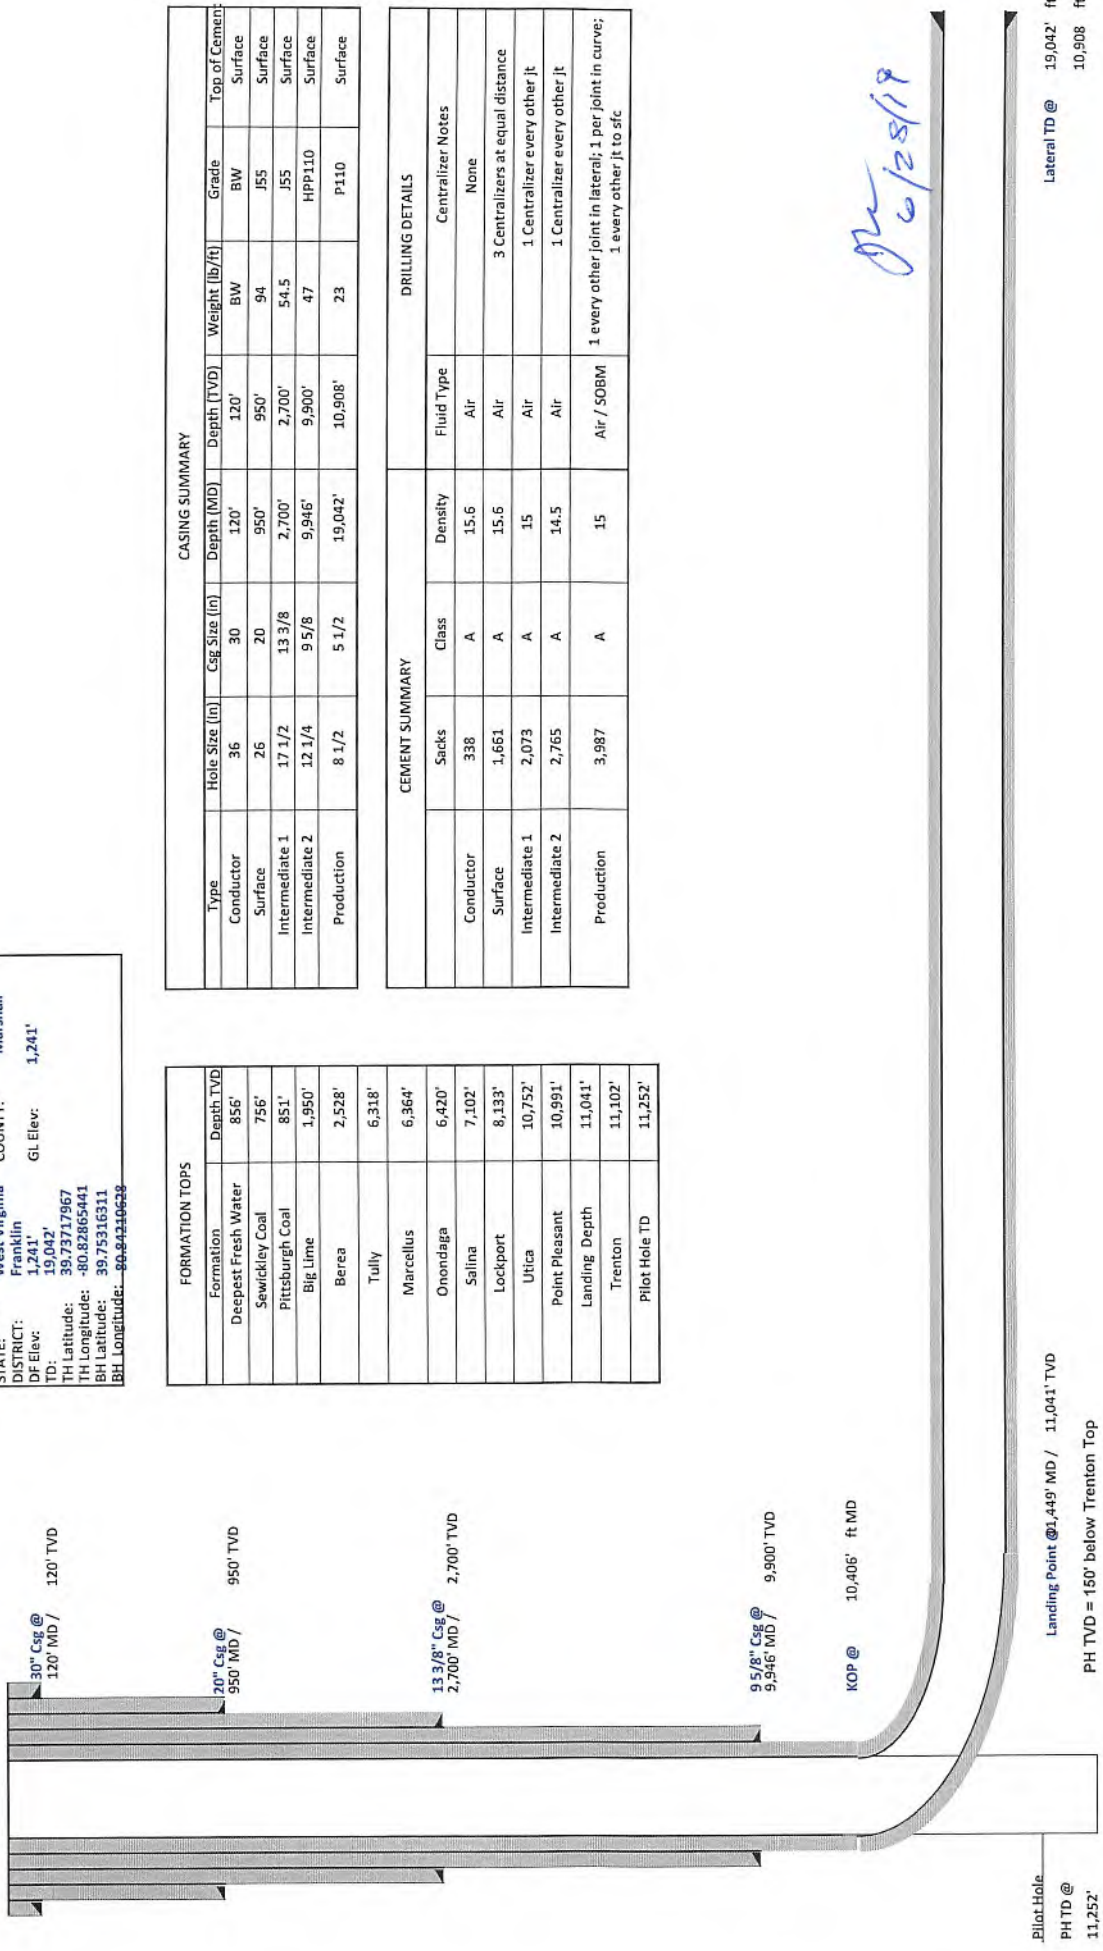 STATE: West Virginia COUNTY: Marshall
DISTRICT: Franklin
DF Elev: 1,241' GL Elev: 1,241'
TD: 19,042'
TH Latitude: 39.73717967
TH Longitude: -80.82865441
BH Latitude: 39.75316311
BH Longitude: -80.84210628
30" Csg @
120' MD / 120' TVD
20" Csg @
950' MD / 950' TVD
13 3/8" Csg @
2,700' MD / 2,700' TVD
9 5/8" Csg @
9,946' MD / 9,900' TVD
KOP @ 10,406' ft MD
FORMATION TOPS
Formation Depth TVD
Deepest Fresh Water 856'
Sewickley Coal 756'
Pittsburgh Coal 851'
Big Lime 1,950'
Berea 2,528'
Tully 6,318'
Marcellus 6,364'
Onondaga 6,420'
Salina 7,102'
Lockport 8,133'
Utica 10,752'
Point Pleasant 10,991'
Landing Depth 11,041'
Trenton 11,102'
Pilot Hole TD 11,252'
CASING SUMMARY
Type Hole Size (In) Csg Size (in) Depth (MD) Depth (TVD) Weight (lb/ft) Grade Top of Cement
Conductor 36 30 120' 120' BW BW Surface
Surface 26 20 950' 950' 94 J55 Surface
Intermediate 1 17 1/2 13 3/8 2,700' 2,700' 54.5 J55 Surface
Intermediate 2 12 1/4 9 5/8 9,946' 9,900' 47 HPP110 Surface
Production 8 1/2 5 1/2 19,042' 10,908' 23 P110 Surface
CEMENT SUMMARY DRILLING DETAILS
Sacks Class Density Fluid Type Centralizer Notes
Conductor 338 A 15.6 Air None
Surface 1,661 A 15.6 Air 3 Centralizers at equal distance
Intermediate 1 2,073 A 15 Air 1 Centralizer every other jt
Intermediate 2 2,765 A 14.5 Air 1 Centralizer every other jt
Production 3,987 A 15 Air / SOBM 1 every other joint in lateral; 1 per joint in curve;
1 every other jt to sfc
6/28/19
Pilot Hole
PH TD @
11,252'
Landing Point @1,449' MD / 11,041' TVD
PH TVD = 150' below Trenton Top
Lateral TD @ 19,042' ft
10,908 ft